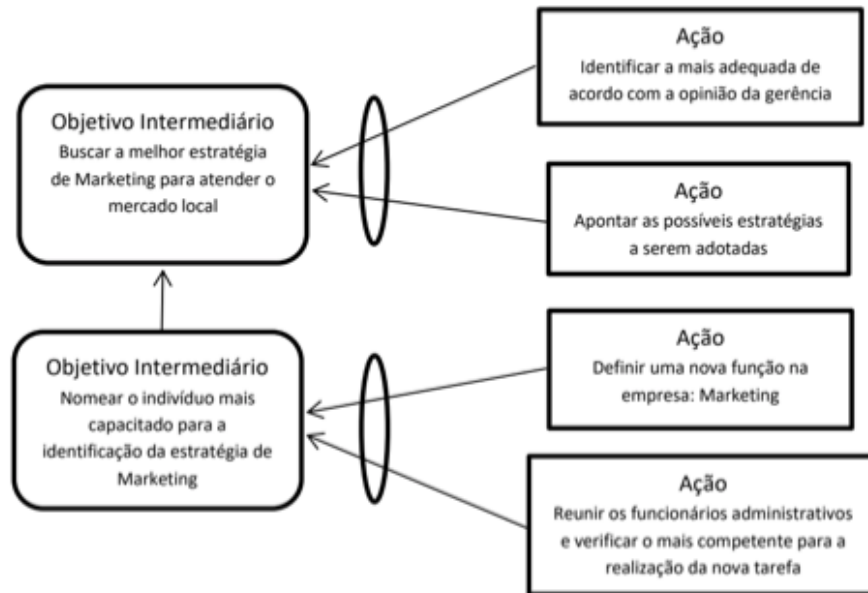 Ação
Identificar a mais adequada de
acordo com a opinião da gerência
Objetivo Intermediário
Buscar a melhor estratégia
de Marketing para atender o
mercado local
Ação
Apontar as possíveis estratégias
a serem adotadas
Ação
Definir uma nova função na
empresa: Marketing
Objetivo Intermediário
Nomear o indivíduo mais
capacitado para a
identificação da estratégia de
Marketing
Ação
Reunir os funcionários administrativos
e verificar o mais competente para a
realização da nova tarefa